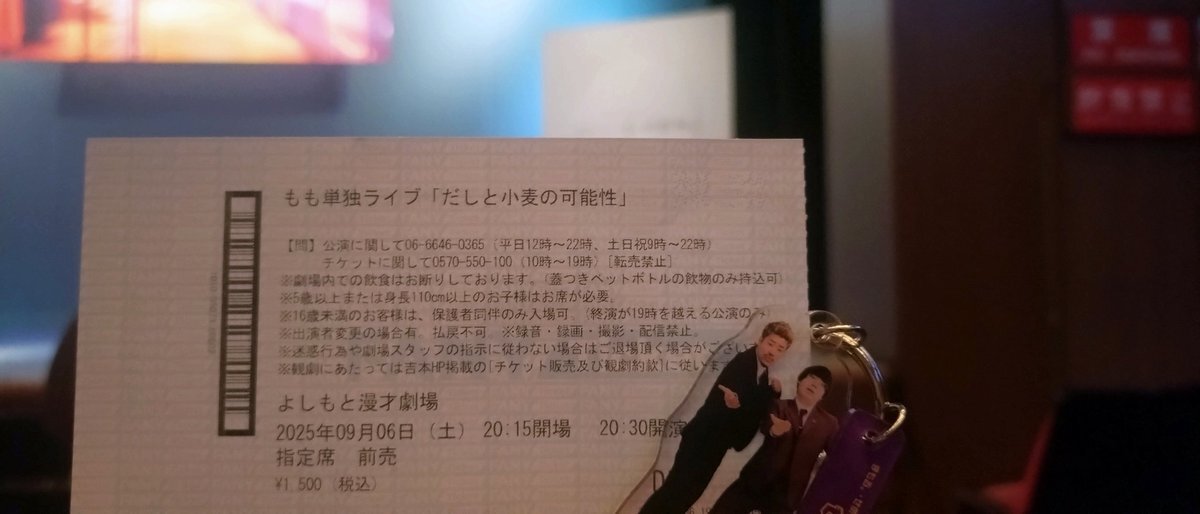 もも単独ライブ「だしと小麦の可能性」
【問】公演に関して06-6646-0365（平日12時～22時、土日祝9時～22時）
チケットに関して0570-550-100（10時～19時）[転売禁止]
※劇場内での飲食はお断りしております。（蓋つきペットボトルの飲物のみ持込可）
※5歳以上または身長110cm以上のお子様はお席が必要。
※16歳未満のお客様は、保護者同伴のみ入場可。（終演が19時を越える公演のみ）
※出演者変更の場合有。払戻不可。※録音・録画・撮影・配信禁止。
※迷惑行為や劇場スタッフの指示に従わない場合はご退場頂く場合がござい
※観劇にあたっては吉本HP掲載の[チケット販売及び観劇約款]に従いま
よしもと漫才劇場
2025年09月06日（土） 20:15開場 20:30開演
指定席 前売
¥1,500（税込）